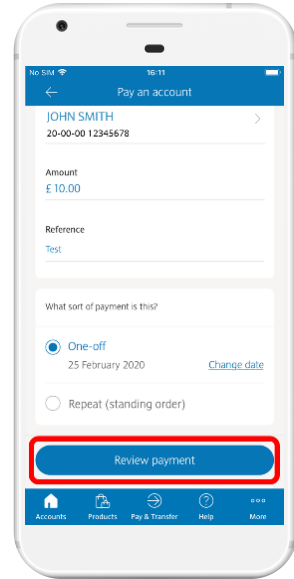 No SIM 16:11
Pay an account
JOHN SMITH
20-00-00 12345678
Amount
£ 10.00
Reference
Test
What sort of payment is this?
One-off
25 February 2020 Change date
Repeat (standing order)
Review payment
Accounts Products Pay & Transfer Help More